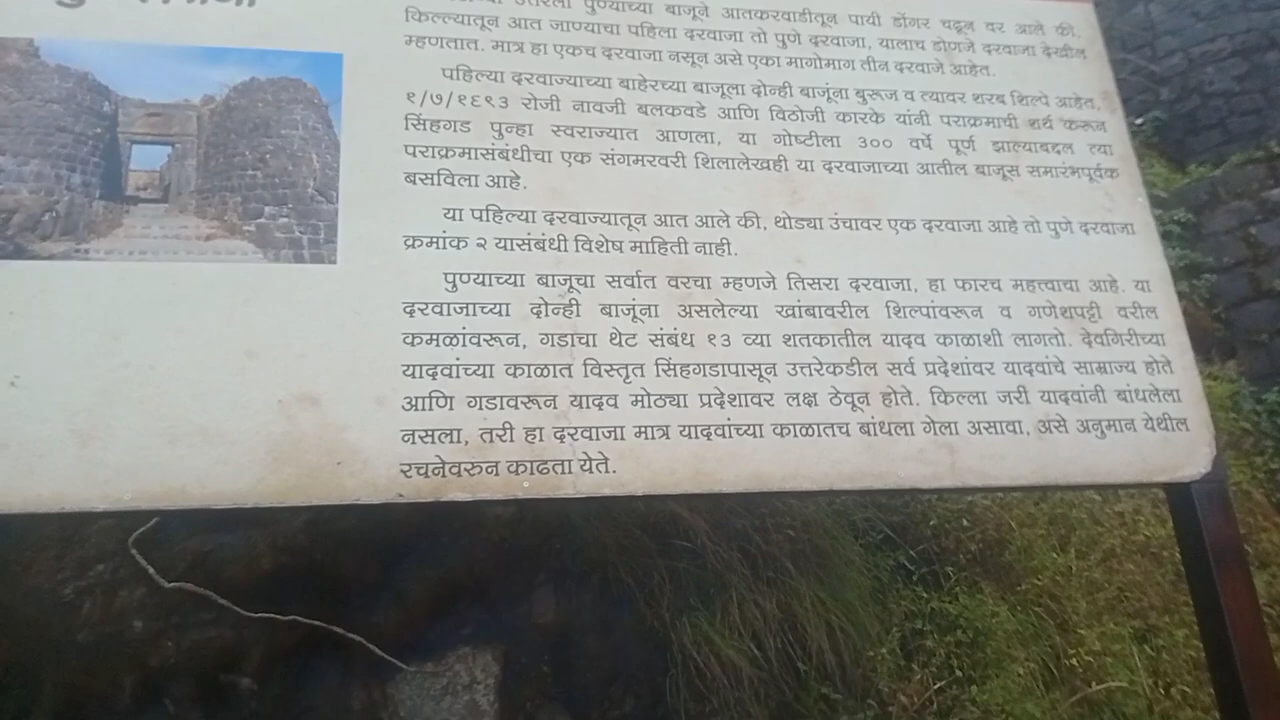 उत्तरेला पुण्याच्या बाजूने आतकरवाडीतून पायी डोंगर चढून वर आले की,
किल्ल्यातून आत जाण्याचा पहिला दरवाजा तो पुणे दरवाजा, यालाच डोणजे दरवाजा देखील
म्हणतात. मात्र हा एकच दरवाजा नसून असे एका मागोमाग तीन दरवाजे आहेत.
पहिल्या दरवाज्याच्या बाहेरच्या बाजूला दोन्ही बाजूंना बुरूज व त्यावर शरब शिल्पे आहेत.
१/७/१६९३ रोजी नावजी बलकवडे आणि विठोजी कारके यांनी पराक्रमाची शर्थ करून
सिंहगड पुन्हा स्वराज्यात आणला, या गोष्टीला ३०० वर्षे पूर्ण झाल्याबद्दल त्या
पराक्रमासंबंधीचा एक संगमरवरी शिलालेखही या दरवाजाच्या आतील बाजूस समारंभपूर्वक
बसविला आहे.
या पहिल्या दरवाज्यातून आत आले की, थोड्या उंचावर एक दरवाजा आहे तो पुणे दरवाजा
क्रमांक २ यासंबंधी विशेष माहिती नाही.
पुण्याच्या बाजूचा सर्वात वरचा म्हणजे तिसरा दरवाजा, हा फारच महत्त्वाचा आहे. या
दरवाजाच्या दोन्ही बाजूंना असलेल्या खांबावरील शिल्पांवरून व गणेशपट्टी वरील
कमळांवरून, गडाचा थेट संबंध १३ व्या शतकातील यादव काळाशी लागतो. देवगिरीच्या
यादवांच्या काळात विस्तृत सिंहगडापासून उत्तरेकडील सर्व प्रदेशांवर यादवांचे साम्राज्य होते
आणि गडावरून यादव मोठ्या प्रदेशावर लक्ष ठेवून होते. किल्ला जरी यादवांनी बांधलेला
नसला, तरी हा दरवाजा मात्र यादवांच्या काळातच बांधला गेला असावा, असे अनुमान येथील
रचनेवरुन काढता येते.